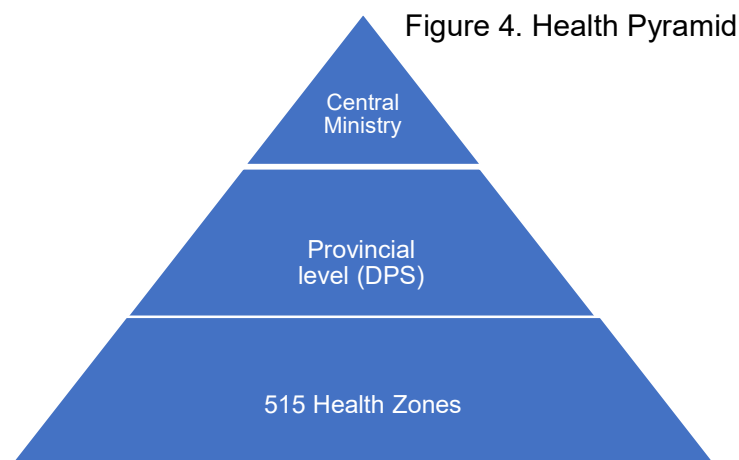 Figure 4. Health Pyramid
Central
Ministry
Provincial
level (DPS)
515 Health Zones